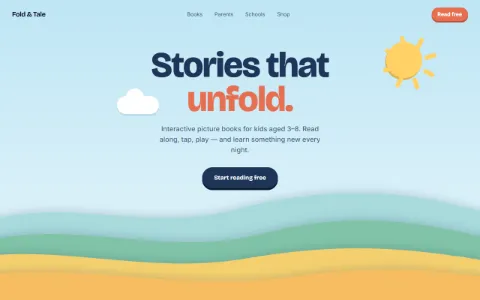 Fold & Tale
Books
Parents
Schools
Shop
Read free
Stories that
unfold.
Interactive picture books for kids aged 3–8. Read
along, tap, play — and learn something new every
night.
Start reading free